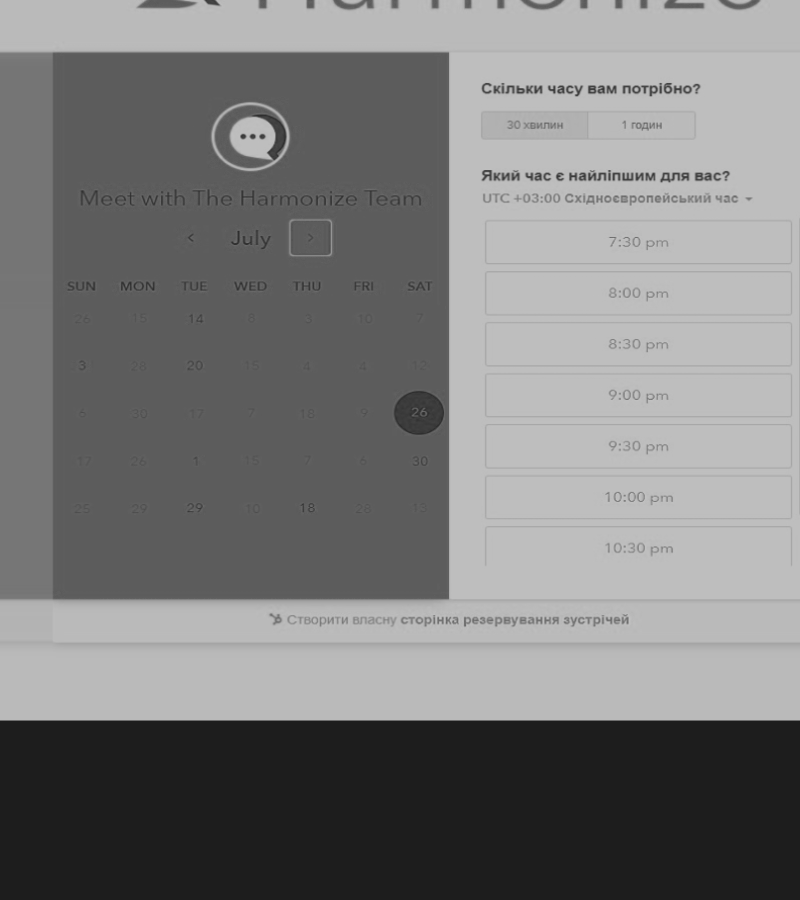 Harmonize
Meet with The Harmonize Team
< July >
SUN MON TUE WED THU FRI SAT
26 15 14 8 3 10 7
3 28 20 15 4 4 12
6 30 17 7 18 9 26
17 26 1 15 7 6 30
25 29 29 10 18 28 13
Скільки часу вам потрібно?
30 хвилин 1 годин
Який час є найліпшим для вас?
UTC +03:00 Східноєвропейський час
7:30 pm
8:00 pm
8:30 pm
9:00 pm
9:30 pm
10:00 pm
10:30 pm
Створити власну сторінка резервування зустрічей